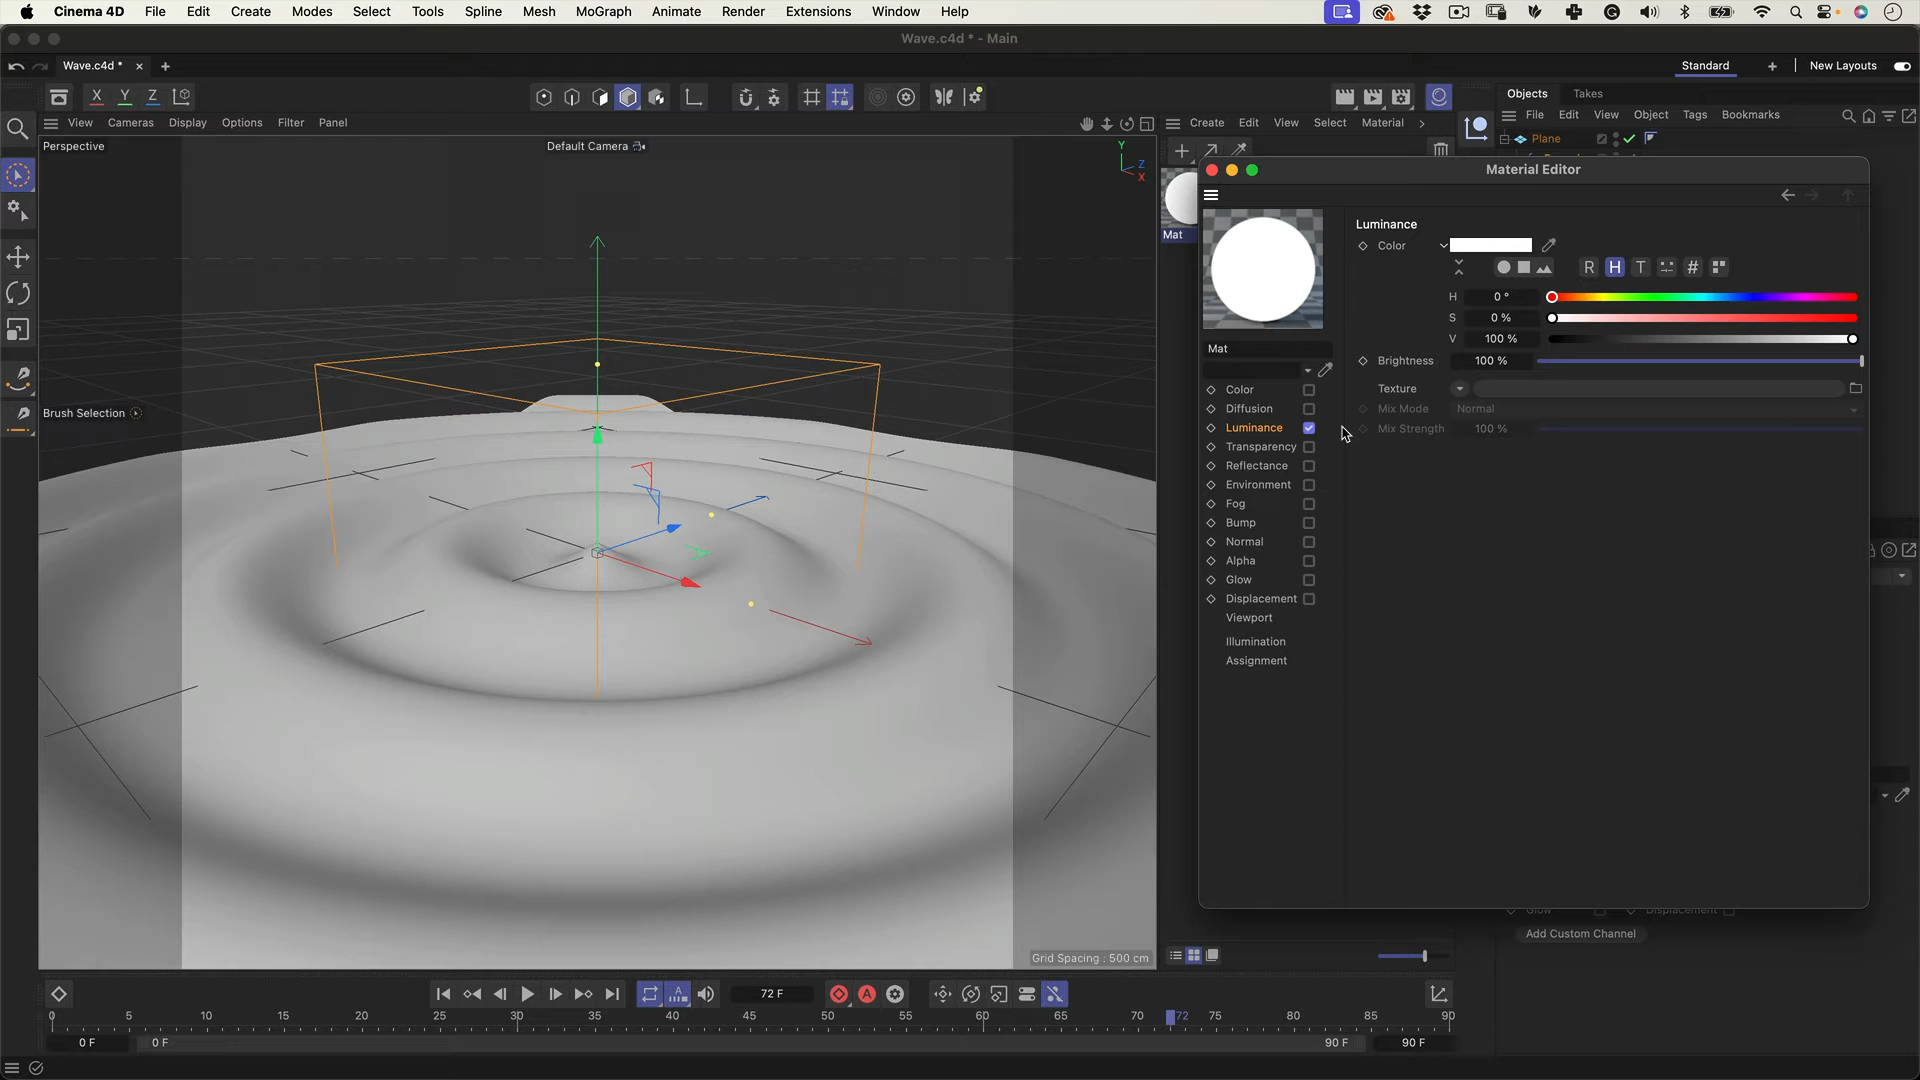 Cinema 4D File Edit Create Modes Select Tools Spline Mesh MoGraph Animate Render Extensions Window Help
Wave.c4d * - Main
Wave.c4d * × + Standard + New Layouts
X Y Z
Objects Takes
File Edit View Object Tags Bookmarks
View Cameras Display Options Filter Panel
Create Edit View Select Material
Plane
Perspective
Default Camera
Y
Z
X
Material Editor
Mat
Luminance
Color
R H T #
H 0 °
S 0 %
V 100 %
Mat
Brightness 100 %
Color
Texture
Diffusion
Mix Mode Normal
Luminance
Mix Strength 100 %
Brush Selection
Transparency
Reflectance
Environment
Fog
Bump
Normal
Alpha
Glow
Displacement
Viewport
Illumination
Assignment
Glow Displacement
Add Custom Channel
Grid Spacing : 500 cm
A 72 F A
0 5 10 15 20 25 30 35 40 45 50 55 60 65 70 72 75 80 85 90
0 F 0 F 90 F 90 F